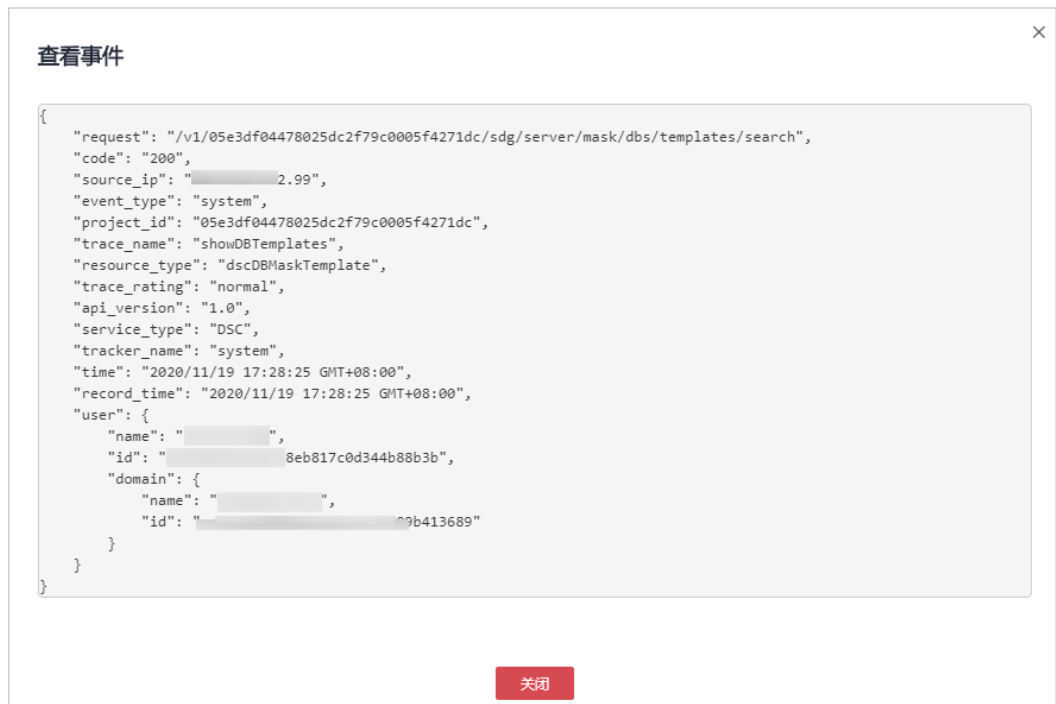 查看事件
{
"request": "/v1/05e3df04478025dc2f79c0005f4271dc/sdg/server/mask/dbs/templates/search",
"code": "200",
"source_ip": "2.99",
"event_type": "system",
"project_id": "05e3df04478025dc2f79c0005f4271dc",
"trace_name": "showDBTemplates",
"resource_type": "dscDBMaskTemplate",
"trace_rating": "normal",
"api_version": "1.0",
"service_type": "DSC",
"tracker_name": "system",
"time": "2020/11/19 17:28:25 GMT+08:00",
"record_time": "2020/11/19 17:28:25 GMT+08:00",
"user": {
"name": "",
"id": "8eb817c0d344b88b3b",
"domain": {
"name": "",
"id": "9b413689"
}
}
}
关闭